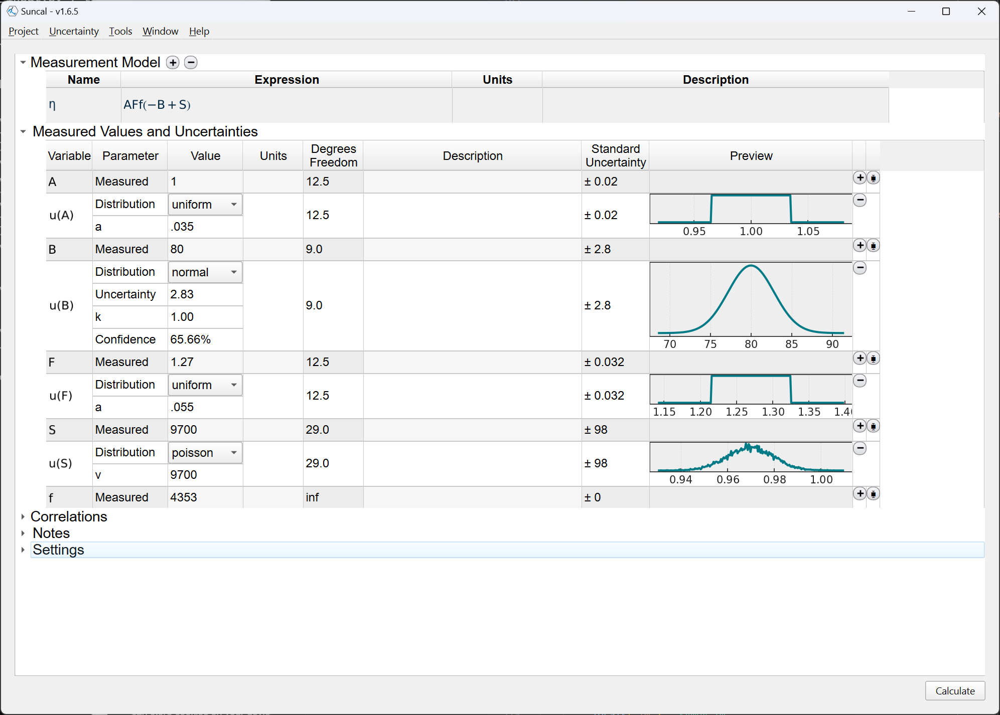 Suncal - v1.6.5
Project Uncertainty Tools Window Help
Measurement Model
Name Expression Units Description
η AFf(−B + S)
Measured Values and Uncertainties
Variable Parameter Value Units Degrees Freedom Description Standard Uncertainty Preview
A Measured 1 12.5 ± 0.02
u(A) Distribution uniform 12.5 ± 0.02
a .035
0.95 1.00 1.05
B Measured 80 9.0 ± 2.8
Distribution normal
Uncertainty 2.83
u(B) 9.0 ± 2.8
k 1.00
Confidence 65.66%
70 75 80 85 90
F Measured 1.27 12.5 ± 0.032
u(F) Distribution uniform 12.5 ± 0.032
a .055
1.15 1.20 1.25 1.30 1.35
S Measured 9700 29.0 ± 98
u(S) Distribution poisson 29.0 ± 98
v 9700
0.94 0.96 0.98 1.00
f Measured 4353 inf ± 0
Correlations
Notes
Settings
Calculate